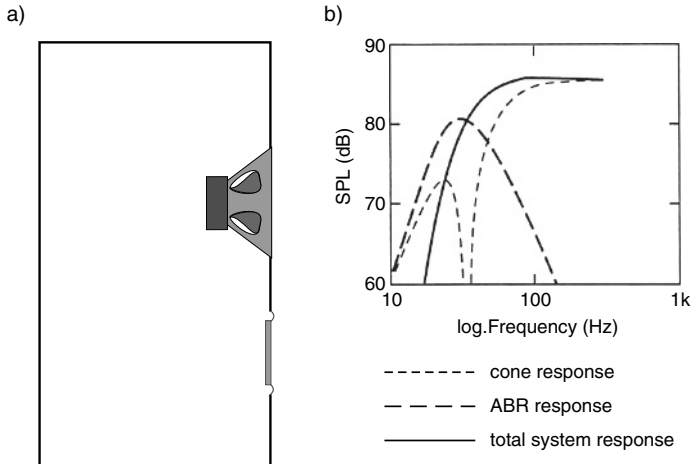 a)
b)
90
80
70
60
SPL (dB)
10
100
1k
log.Frequency (Hz)
cone response
ABR response
total system response